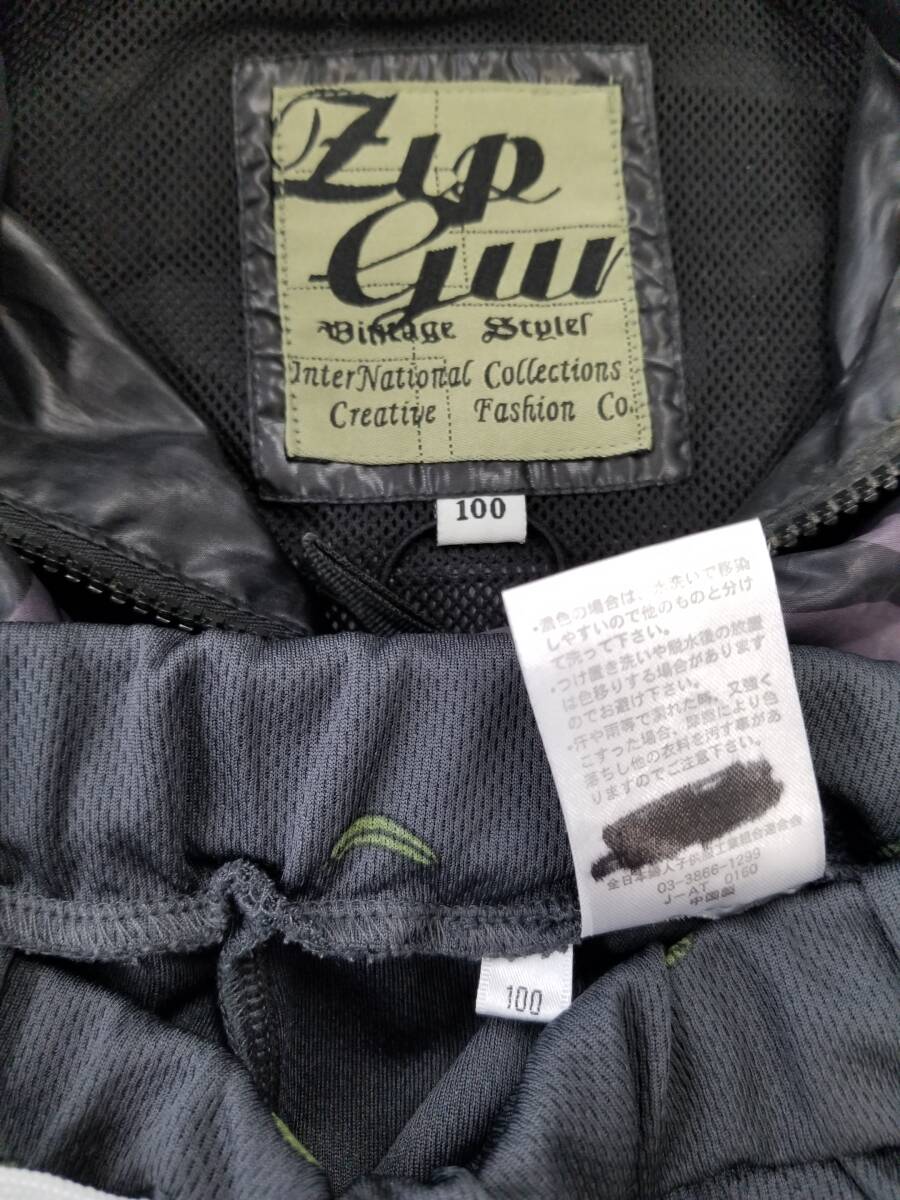 Zip
Gun
Vintage Styles
InterNational Collections
Creative Fashion Co.
100
・濃色の場合は、水洗いで移染
しやすいので他のものと分け
て洗って下さい。
・つけ置き洗いや脱水後の放置
は色移りする場合があります
のでお避け下さい。
・汗や雨等で濡れた時、又強く
こすった場合、摩擦により色
落ちし他の衣料を汚す事があ
りますのでご注意下さい。
全日本婦人子供服工業組合連合会
03-3866-1299
J-AT 0160
中国製
100